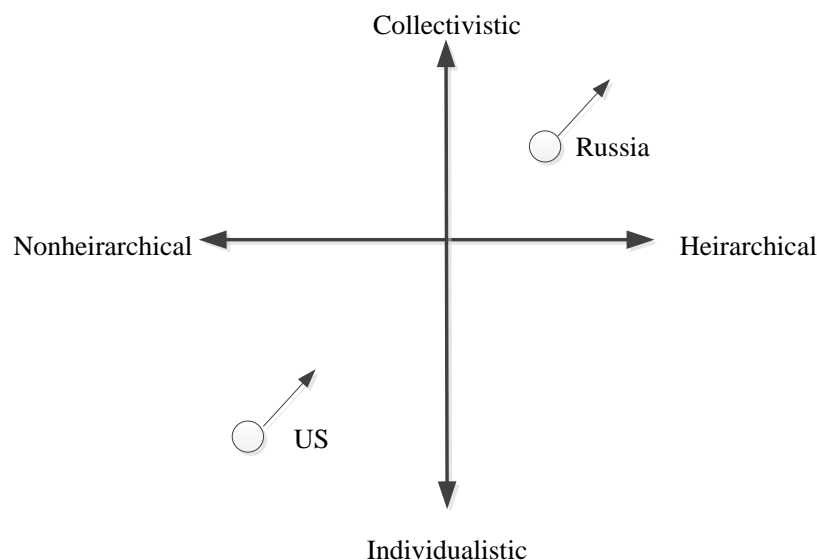 Collectivistic
Russia
Nonheirarchical
Heirarchical
US
Individualistic